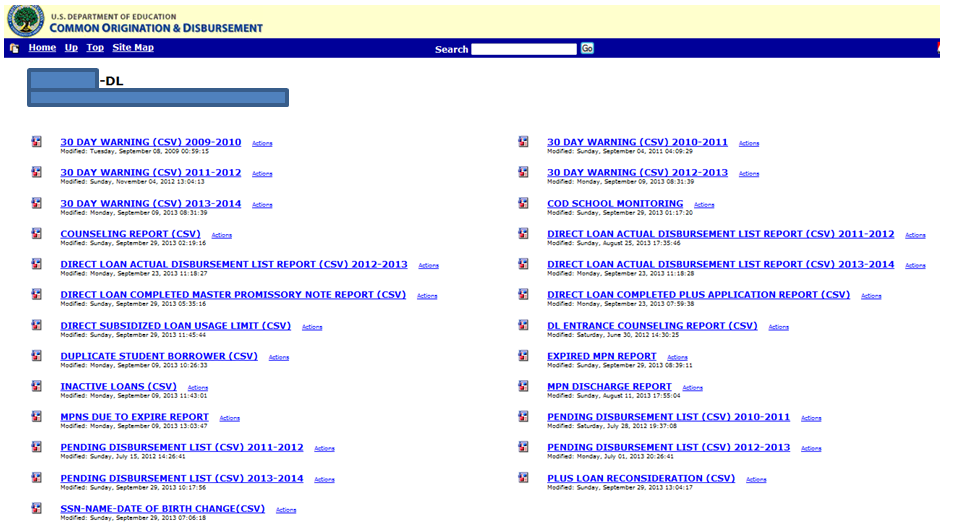 U.S. DEPARTMENT OF EDUCATION
COMMON ORIGINATION & DISBURSEMENT
Home Up Top Site Map Search Go
-DL
30 DAY WARNING (CSV) 2009-2010 Actions
Modified: Tuesday, September 08, 2009 00:59:15
30 DAY WARNING (CSV) 2010-2011 Actions
Modified: Sunday, September 04, 2011 04:09:29
30 DAY WARNING (CSV) 2011-2012 Actions
Modified: Sunday, November 04, 2012 13:04:13
30 DAY WARNING (CSV) 2012-2013 Actions
Modified: Monday, September 09, 2013 08:31:39
30 DAY WARNING (CSV) 2013-2014 Actions
Modified: Monday, September 09, 2013 08:31:39
COD SCHOOL MONITORING Actions
Modified: Sunday, September 29, 2013 01:17:20
COUNSELING REPORT (CSV) Actions
Modified: Sunday, September 29, 2013 02:19:16
DIRECT LOAN ACTUAL DISBURSEMENT LIST REPORT (CSV) 2011-2012 Actions
Modified: Sunday, August 25, 2013 17:35:46
DIRECT LOAN ACTUAL DISBURSEMENT LIST REPORT (CSV) 2012-2013 Actions
Modified: Monday, September 23, 2013 11:18:27
DIRECT LOAN ACTUAL DISBURSEMENT LIST REPORT (CSV) 2013-2014 Actions
Modified: Monday, September 23, 2013 11:18:28
DIRECT LOAN COMPLETED MASTER PROMISSORY NOTE REPORT (CSV) Actions
Modified: Sunday, September 29, 2013 05:35:16
DIRECT LOAN COMPLETED PLUS APPLICATION REPORT (CSV) Actions
Modified: Monday, September 23, 2013 07:59:38
DIRECT SUBSIDIZED LOAN USAGE LIMIT (CSV) Actions
Modified: Sunday, September 29, 2013 11:45:44
DL ENTRANCE COUNSELING REPORT (CSV) Actions
Modified: Saturday, June 30, 2012 14:30:25
DUPLICATE STUDENT BORROWER (CSV) Actions
Modified: Monday, September 09, 2013 10:26:33
EXPIRED MPN REPORT Actions
Modified: Sunday, September 29, 2013 08:39:11
INACTIVE LOANS (CSV) Actions
Modified: Monday, September 09, 2013 11:43:01
MPN DISCHARGE REPORT Actions
Modified: Sunday, August 11, 2013 17:55:04
MPNS DUE TO EXPIRE REPORT Actions
Modified: Monday, September 09, 2013 13:03:47
PENDING DISBURSEMENT LIST (CSV) 2010-2011 Actions
Modified: Saturday, July 28, 2012 19:37:08
PENDING DISBURSEMENT LIST (CSV) 2011-2012 Actions
Modified: Sunday, July 15, 2012 14:26:41
PENDING DISBURSEMENT LIST (CSV) 2012-2013 Actions
Modified: Monday, July 01, 2013 20:26:41
PENDING DISBURSEMENT LIST (CSV) 2013-2014 Actions
Modified: Sunday, September 29, 2013 10:17:56
PLUS LOAN RECONSIDERATION (CSV) Actions
Modified: Sunday, September 29, 2013 13:04:17
SSN-NAME-DATE OF BIRTH CHANGE(CSV) Actions
Modified: Sunday, September 29, 2013 07:06:18